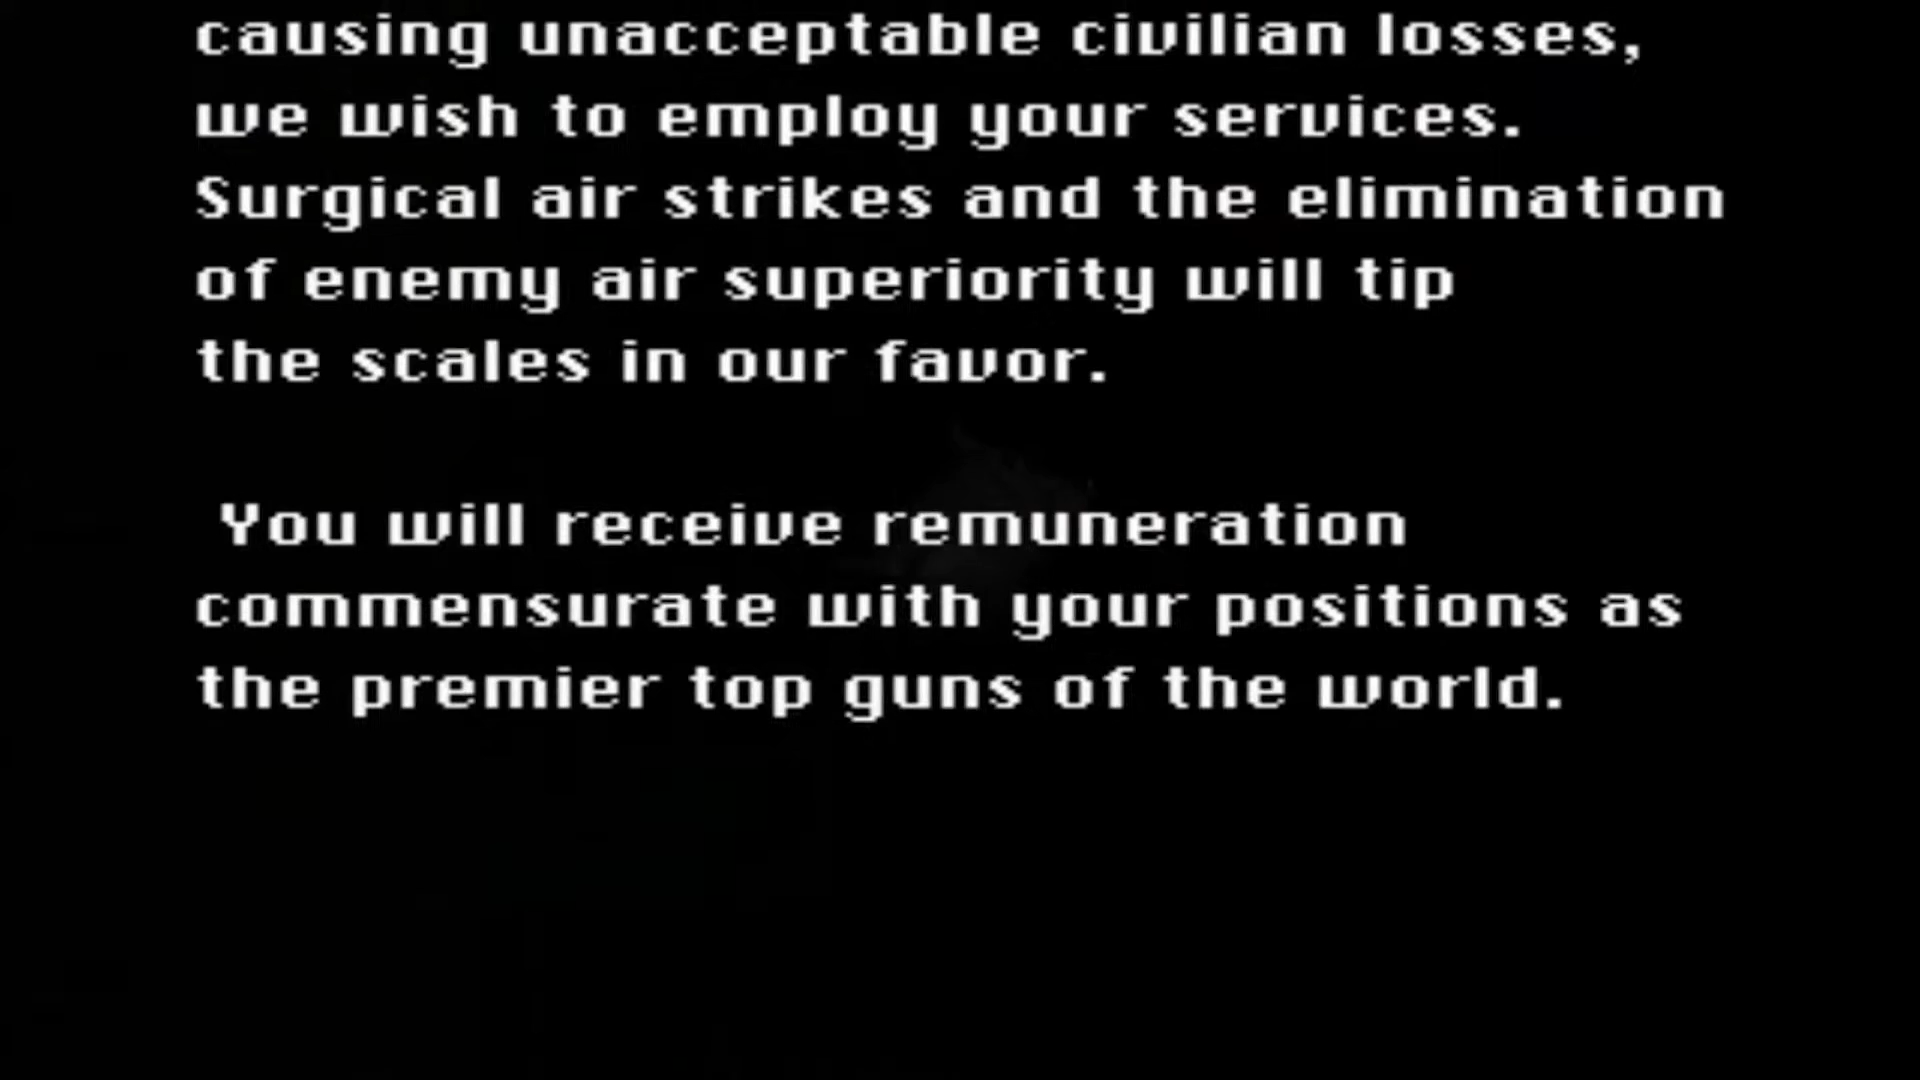 causing unacceptable civilian losses,
we wish to employ your services.
Surgical air strikes and the elimination
of enemy air superiority will tip
the scales in our favor.
You will receive remuneration
commensurate with your positions as
the premier top guns of the world.